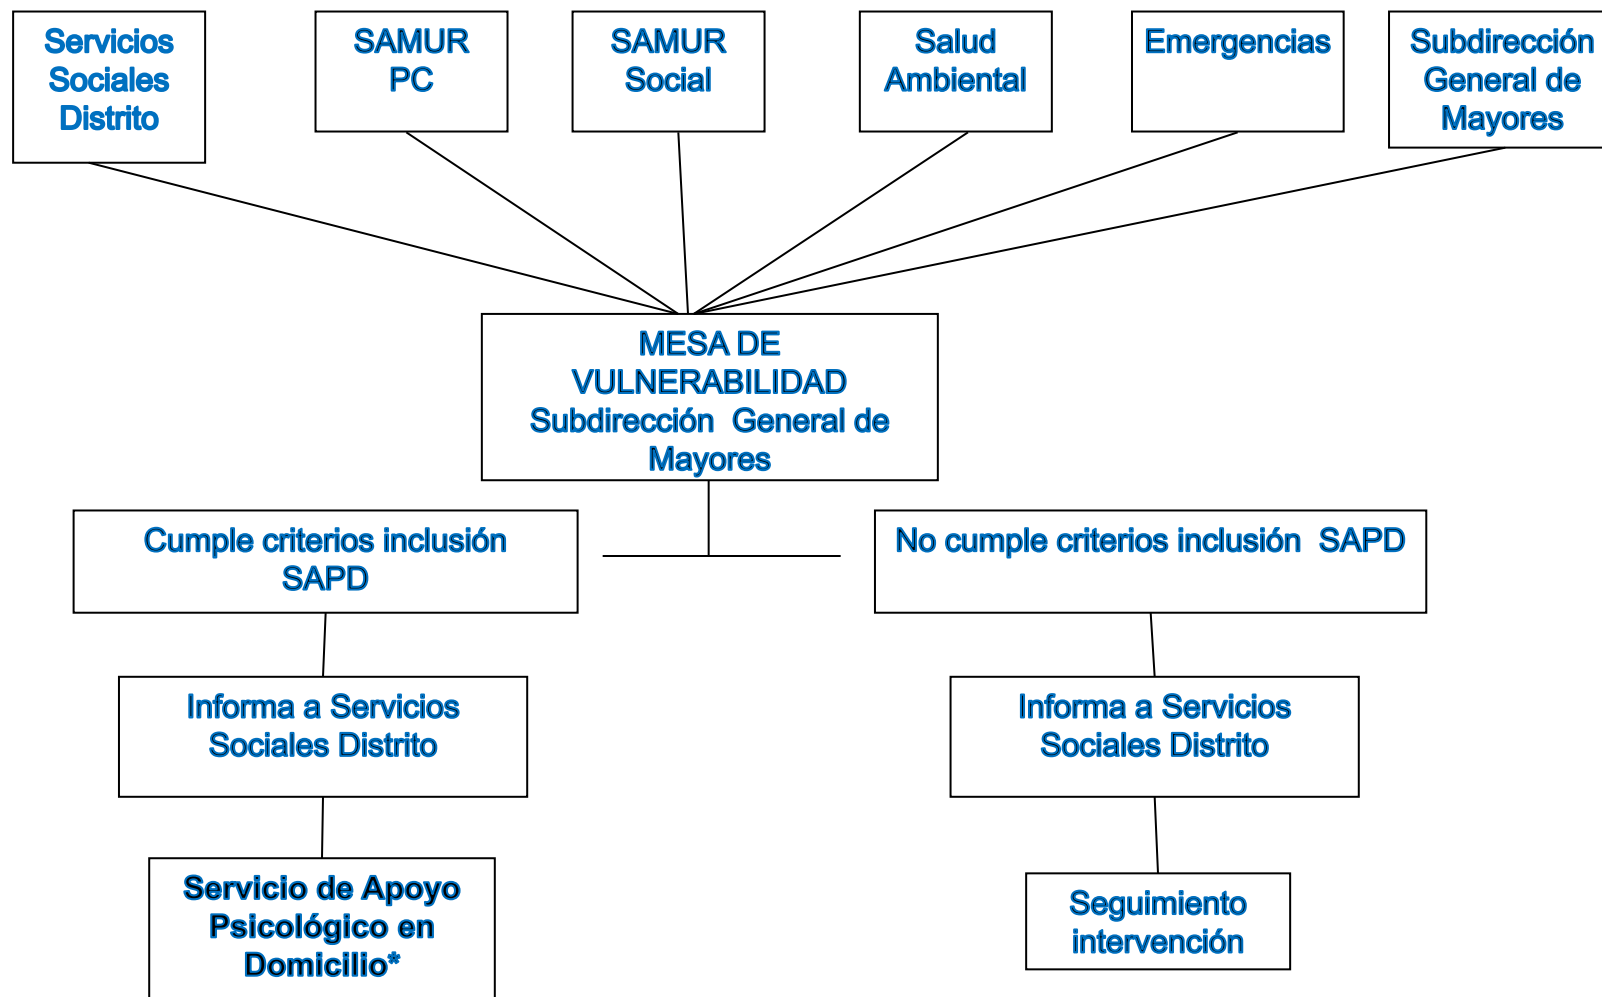 Servicios
Sociales
Distrito
SAMUR
PC
SAMUR
Social
Salud
Ambiental
Emergencias
Subdirección
General de
Mayores
MESA DE
VULNERABILIDAD
Subdirección  General de
Mayores
Cumple criterios inclusión
SAPD
No cumple criterios inclusión  SAPD
Informa a Servicios
Sociales Distrito
Informa a Servicios
Sociales Distrito
Servicio de Apoyo
Psicológico en
Domicilio*
Seguimiento
intervención